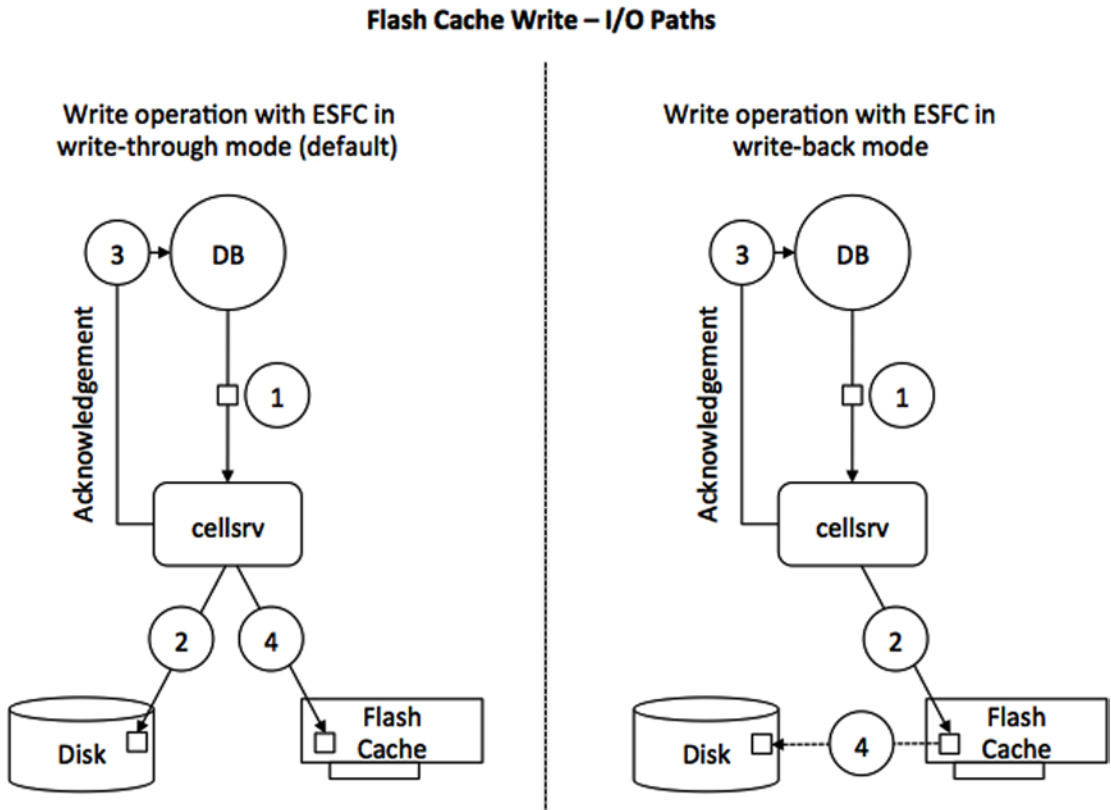 Flash Cache Write – I/O Paths
Write operation with ESFC in
write-through mode (default)
3
DB
Acknowledgement
1
cellsrv
2
4
Disk
Flash
Cache
Write operation with ESFC in
write-back mode
3
DB
Acknowledgement
1
cellsrv
2
Disk
4
Flash
Cache